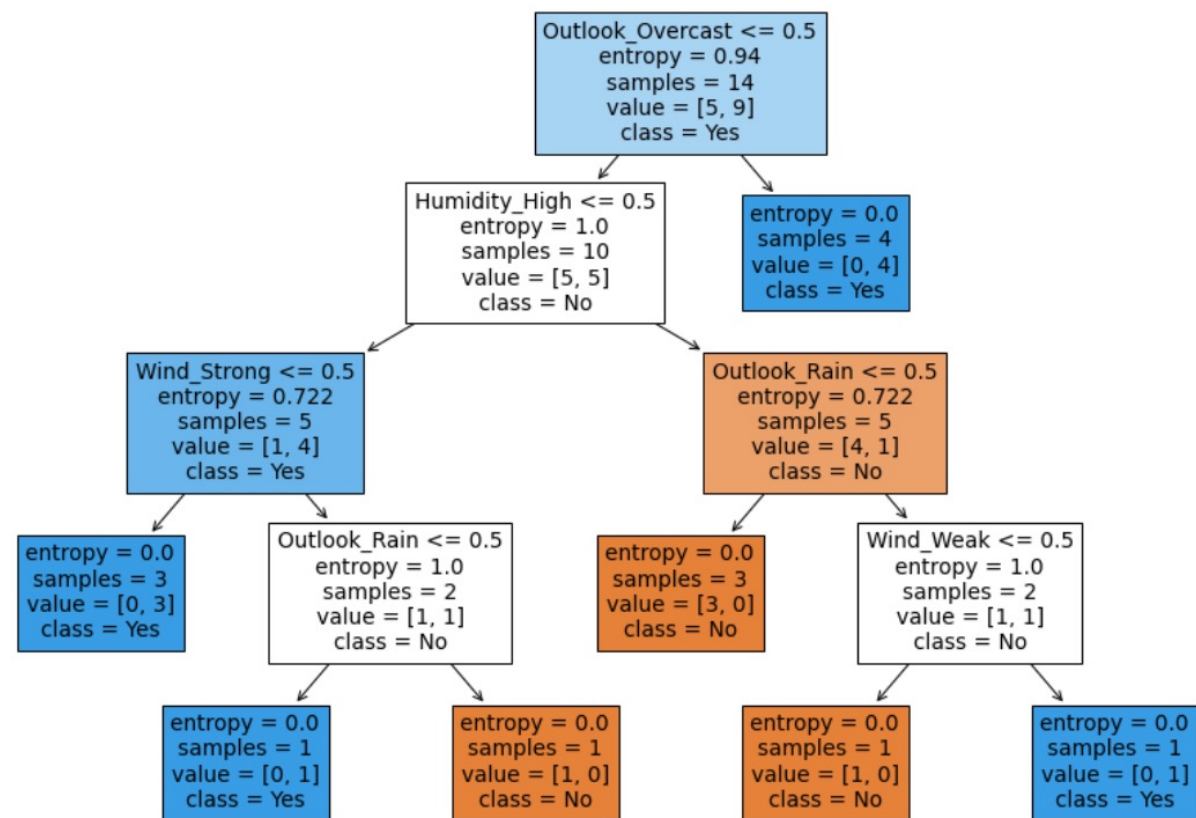 Outlook_Overcast <= 0.5
entropy = 0.94
samples = 14
value = [5, 9]
class = Yes
Humidity_High <= 0.5
entropy = 1.0
samples = 10
value = [5, 5]
class = No
entropy = 0.0
samples = 4
value = [0, 4]
class = Yes
Wind_Strong <= 0.5
entropy = 0.722
samples = 5
value = [1, 4]
class = Yes
Outlook_Rain <= 0.5
entropy = 0.722
samples = 5
value = [4, 1]
class = No
entropy = 0.0
samples = 3
value = [0, 3]
class = Yes
Outlook_Rain <= 0.5
entropy = 1.0
samples = 2
value = [1, 1]
class = No
entropy = 0.0
samples = 3
value = [3, 0]
class = No
Wind_Weak <= 0.5
entropy = 1.0
samples = 2
value = [1, 1]
class = No
entropy = 0.0
samples = 1
value = [0, 1]
class = Yes
entropy = 0.0
samples = 1
value = [1, 0]
class = No
entropy = 0.0
samples = 1
value = [1, 0]
class = No
entropy = 0.0
samples = 1
value = [0, 1]
class = Yes